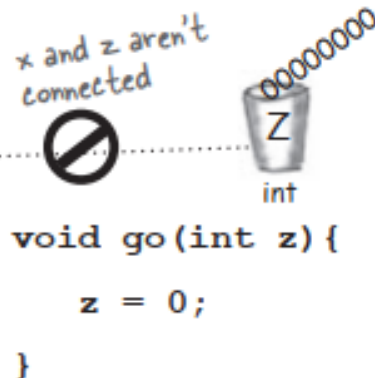 x and z aren't
connected
00000000
Z
int
void go(int z){
z = 0;
}